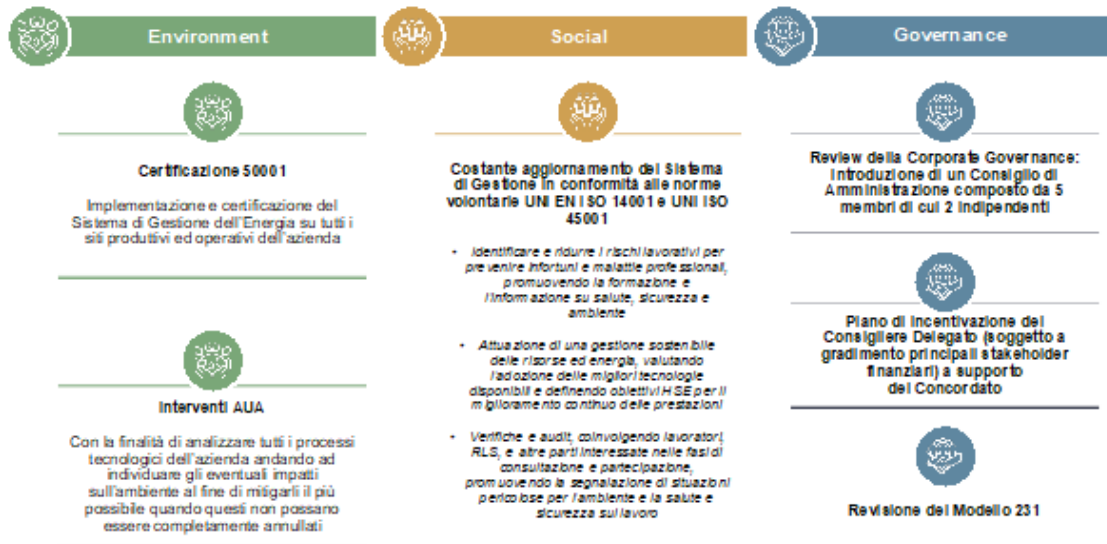 Environment
Certificazione 50001
Implementazione e certificazione del
Sistema di Gestione dell'Energia su tutti i
siti produttivi ed operativi dell'azienda
Interventi AUA
Con la finalità di analizzare tutti i processi
tecnologici dell'azienda andando ad
individuare gli eventuali impatti
sull'ambiente al fine di mitigarli il più
possibile quando questi non possano
essere completamente annullati
Social
Costante aggiornamento del Sistema
di Gestione in conformità alle norme
volontarie UNI EN ISO 14001 e UNI ISO
45001
• Identificare e ridurre i rischi lavorativi per
prevenire infortuni e malattie professionali,
promuovendo la formazione e
l'informazione su salute, sicurezza e
ambiente
• Attuazione di una gestione sostenibile
delle risorse ed energia, valutando
l'adozione delle migliori tecnologie
disponibili e definendo obiettivi HSE per il
miglioramento continuo delle prestazioni
• Verifiche e audit, coinvolgendo lavoratori,
RLS, e altre parti interessate nelle fasi di
consultazione e partecipazione,
promuovendo la segnalazione di situazioni
pericolose per l'ambiente e la salute e
sicurezza sul lavoro
Governance
Review della Corporate Governance:
introduzione di un Consiglio di
Amministrazione composto da 5
membri di cui 2 indipendenti
Piano di incentivazione del
Consigliere Delegato (soggetto a
gradimento principali stakeholder
finanziari) a supporto
del Concordato
Revisione del Modello 231